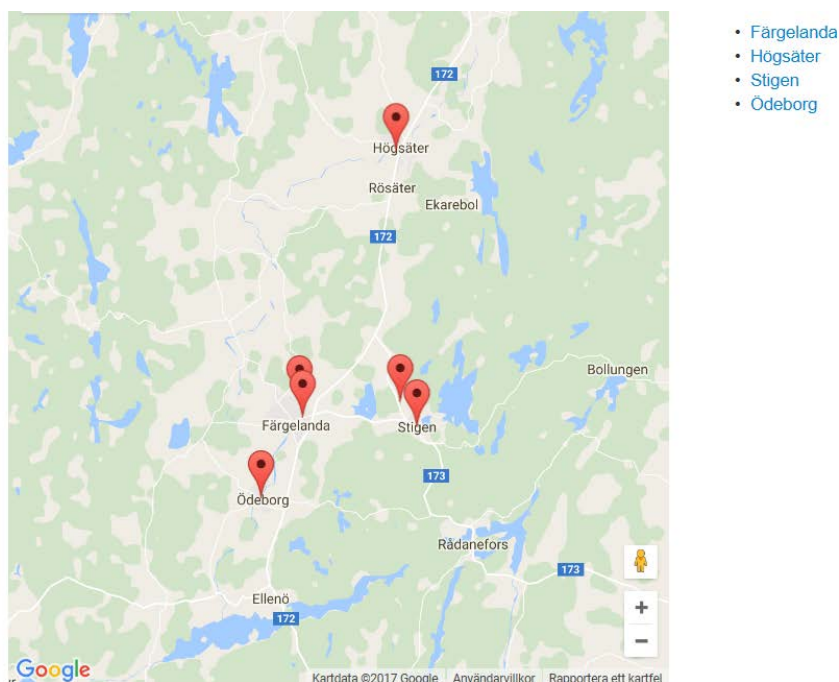 172
Högsäter
Rösäter
Ekarebol
172
Bollungen
Färgelanda
Stigen
173
Ödeborg
Rådanefors
173
Ellenö
172
+
−
Google
Kartdata ©2017 Google Användarvillkor Rapportera ett kartfel
• Färgelanda
• Högsäter
• Stigen
• Ödeborg